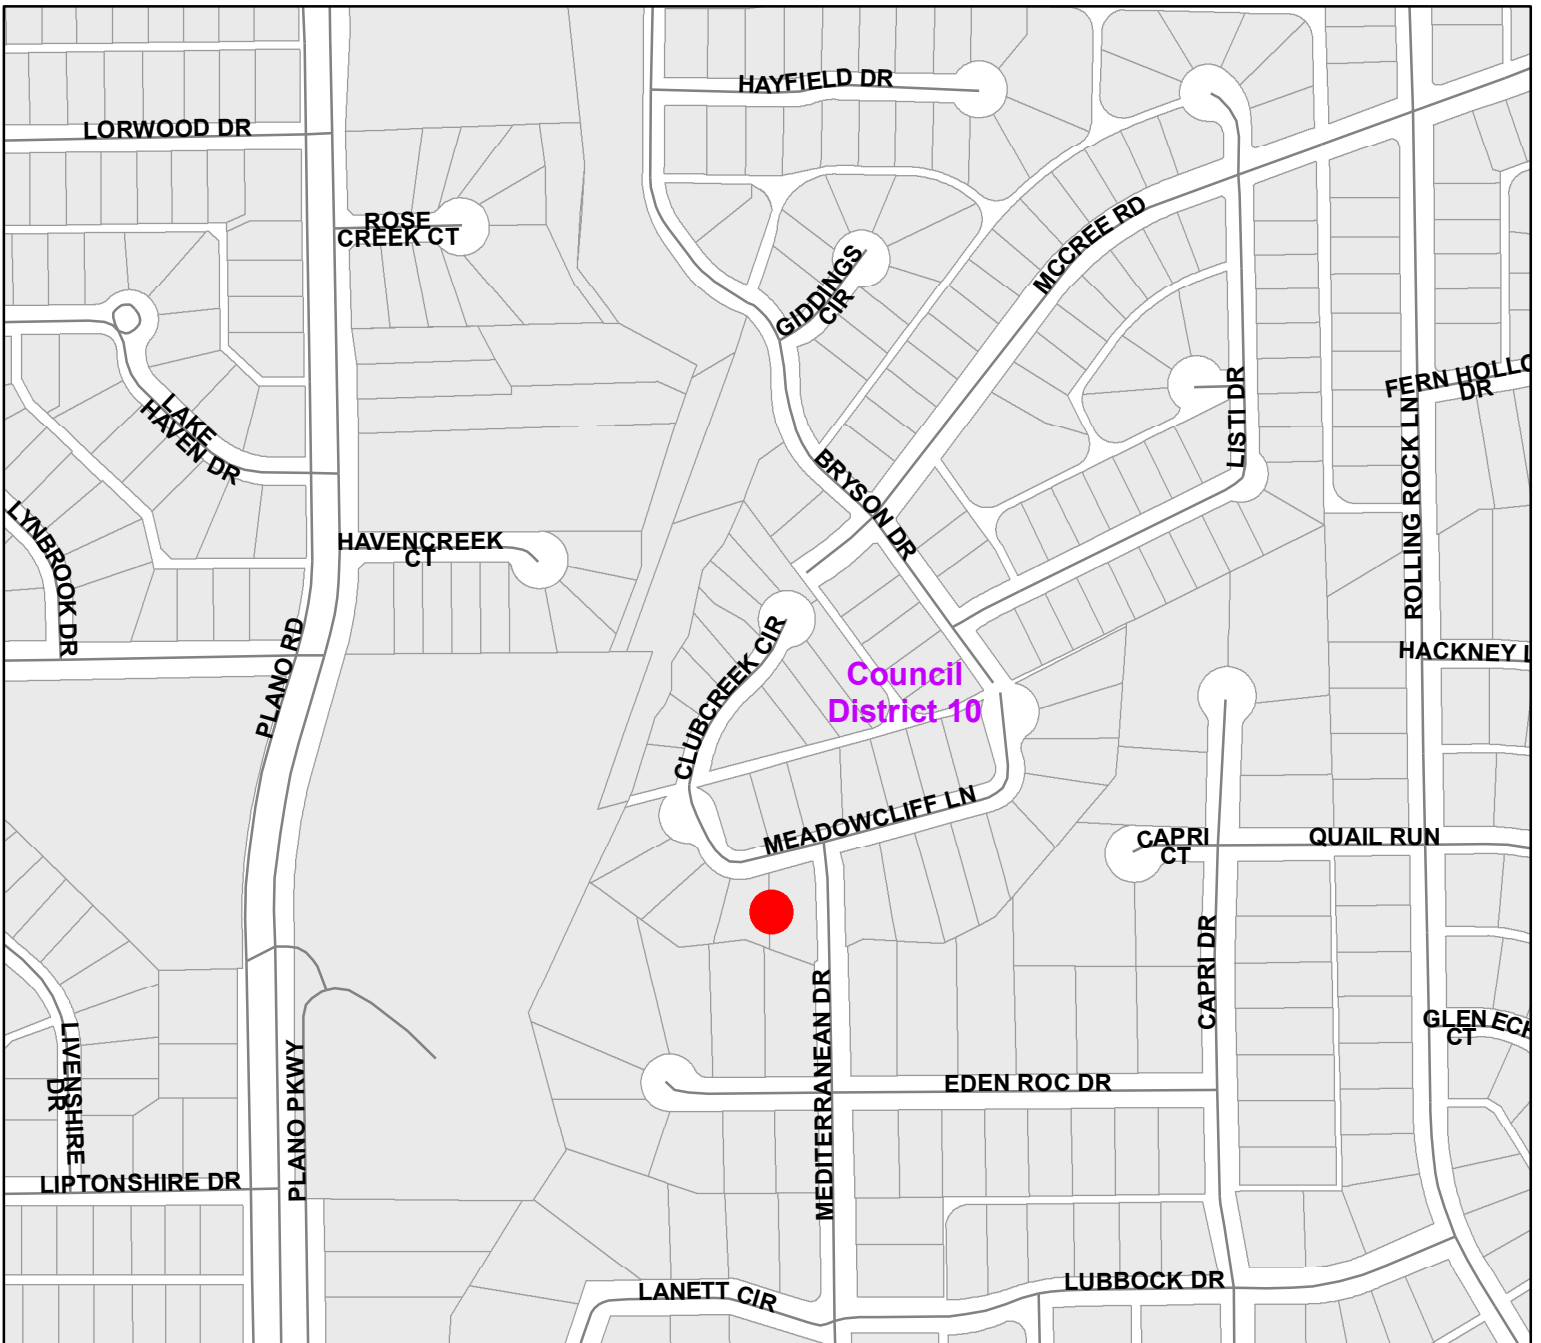 HAYFIELD DR
LORWOOD DR
ROSE
CREEK CT
MCCREE RD
GIDDINGS
CIR
FERN HOLLO
DR
LISTI DR
LAKE
HAVEN DR
ROLLING ROCK LN
BRYSON DR
LYNBROOK DR
HAVENCREEK
CT
PLANO RD
CLUBCREEK CIR
HACKNEY L
Council
District 10
MEADOWCLIFF LN
CAPRI
CT
QUAIL RUN
CAPRI DR
MEDITERRANEAN DR
GLEN ECH
CT
LIVENSHIRE
DR
PLANO PKWY
EDEN ROC DR
LIPTONSHIRE DR
LANETT CIR
LUBBOCK DR